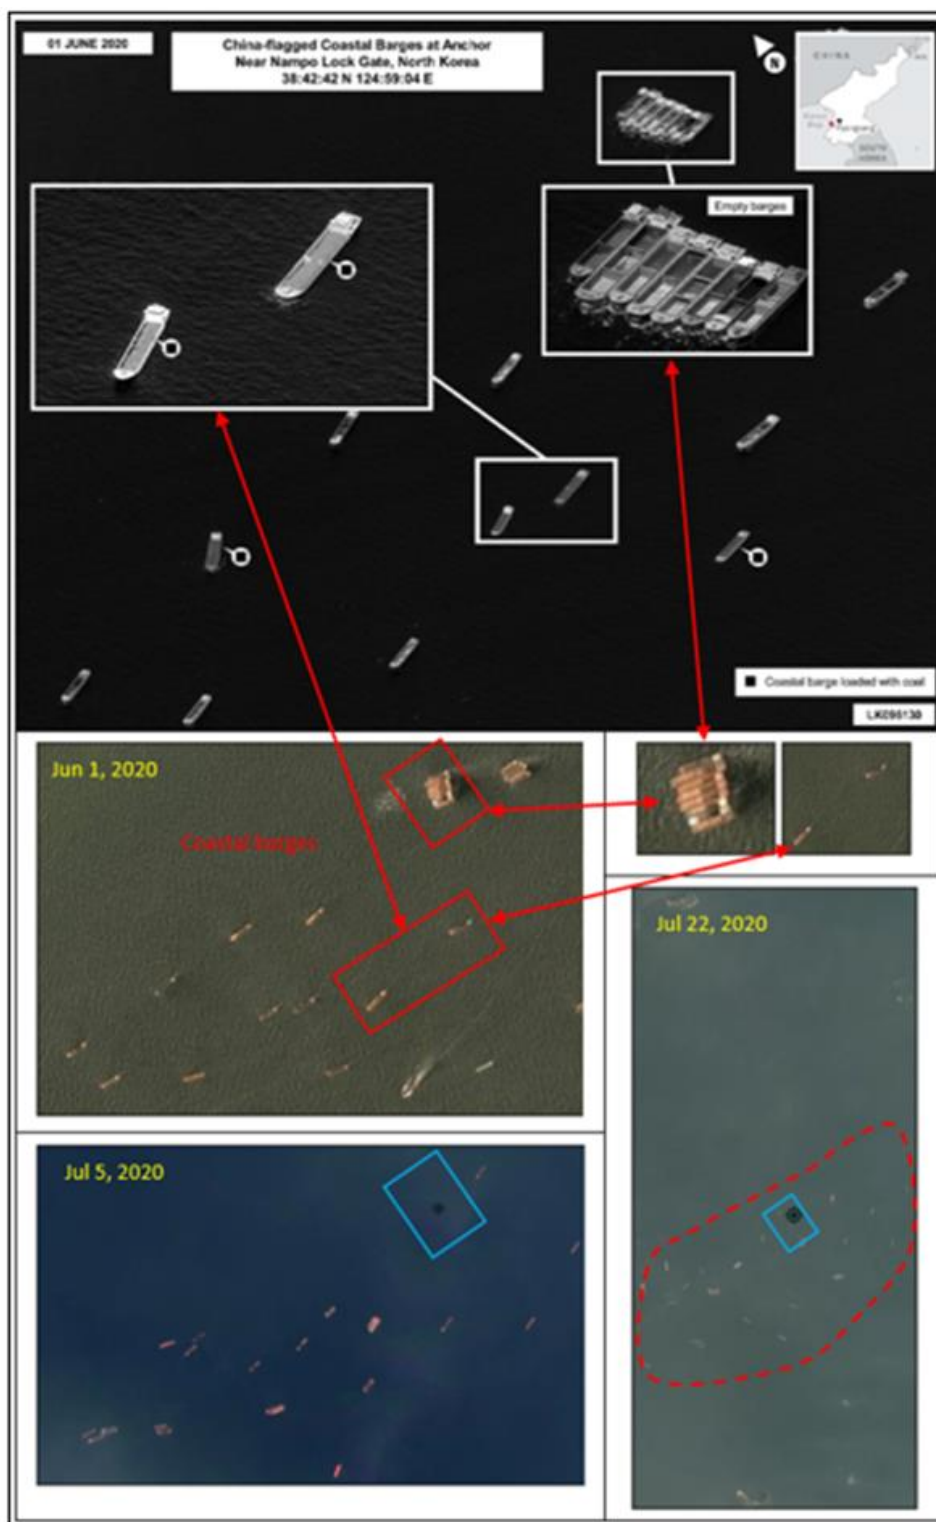 01 JUNE 2020
China-flagged Coastal Barges at Anchor
Near Nampo Lock Gate, North Korea
38:42:42 N 124:59:04 E
N
CHINA
SOUTH
KOREA
Empty barges
Coastal barge loaded with coal
Jun 1, 2020
Coastal barges
Jul 22, 2020
Jul 5, 2020